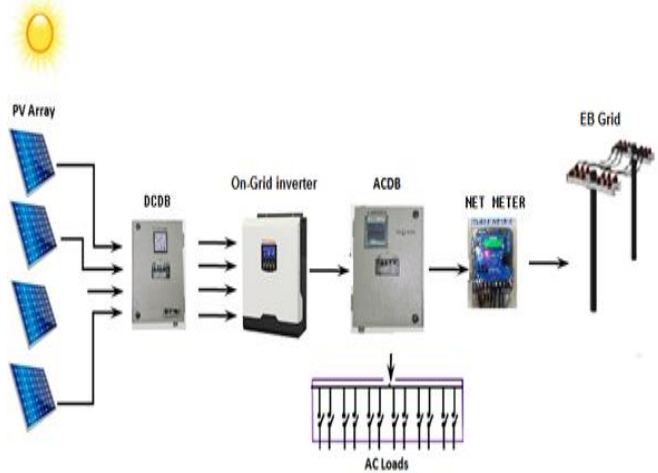 PV Array
EB Grid
On-Grid inverter
ACDB
DCDB
NET METER
AC Loads